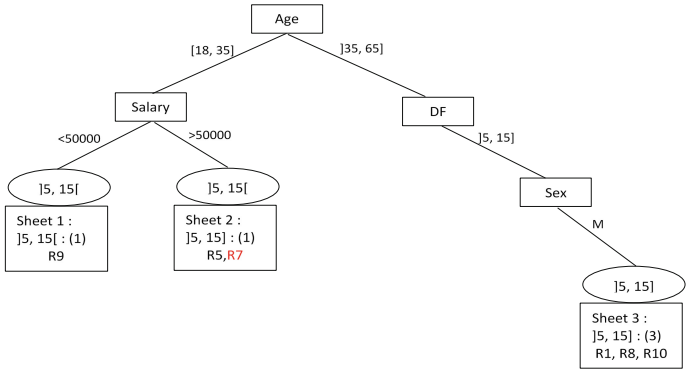 Age
[18, 35]
]35, 65]
Salary
DF
<50000
>50000
]5, 15]
]5, 15[
]5, 15[
Sex
Sheet 1 :
]5, 15[ : (1)
R9
Sheet 2 :
]5, 15] : (1)
R5,R7
M
]5, 15]
Sheet 3 :
]5, 15] : (3)
R1, R8, R10